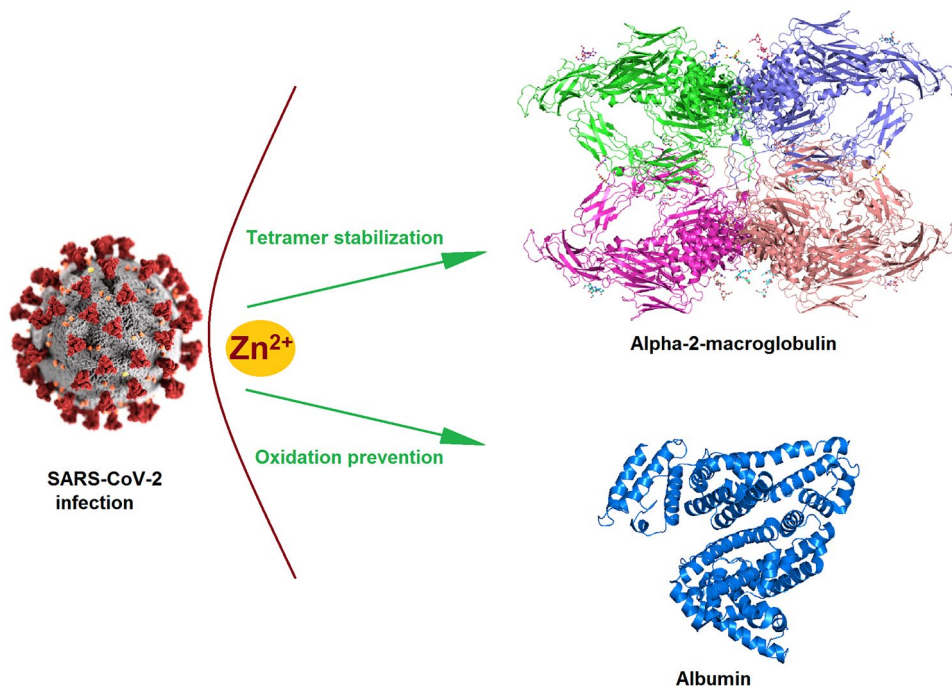 Tetramer stabilization
Zn²⁺
Alpha-2-macroglobulin
Oxidation prevention
SARS-CoV-2
infection
Albumin